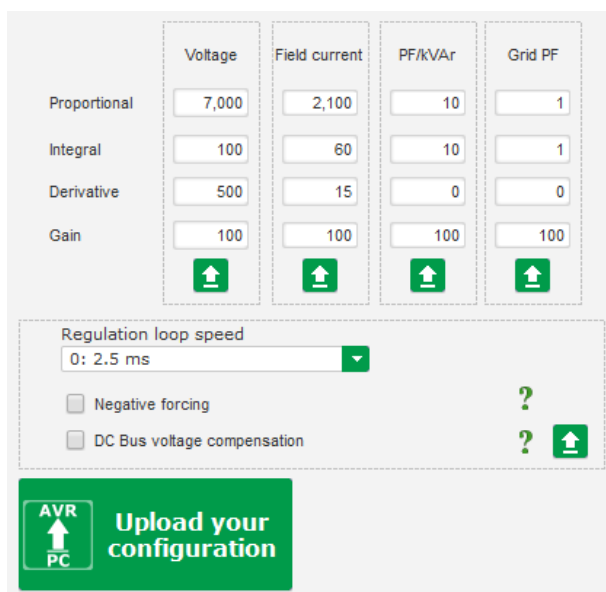 Voltage Field current PF/kVAr Grid PF
Proportional 7,000 2,100 10 1
Integral 100 60 10 1
Derivative 500 15 0 0
Gain 100 100 100 100
Regulation loop speed
0: 2.5 ms
Negative forcing ?
DC Bus voltage compensation ?
AVR
PC
Upload your
configuration